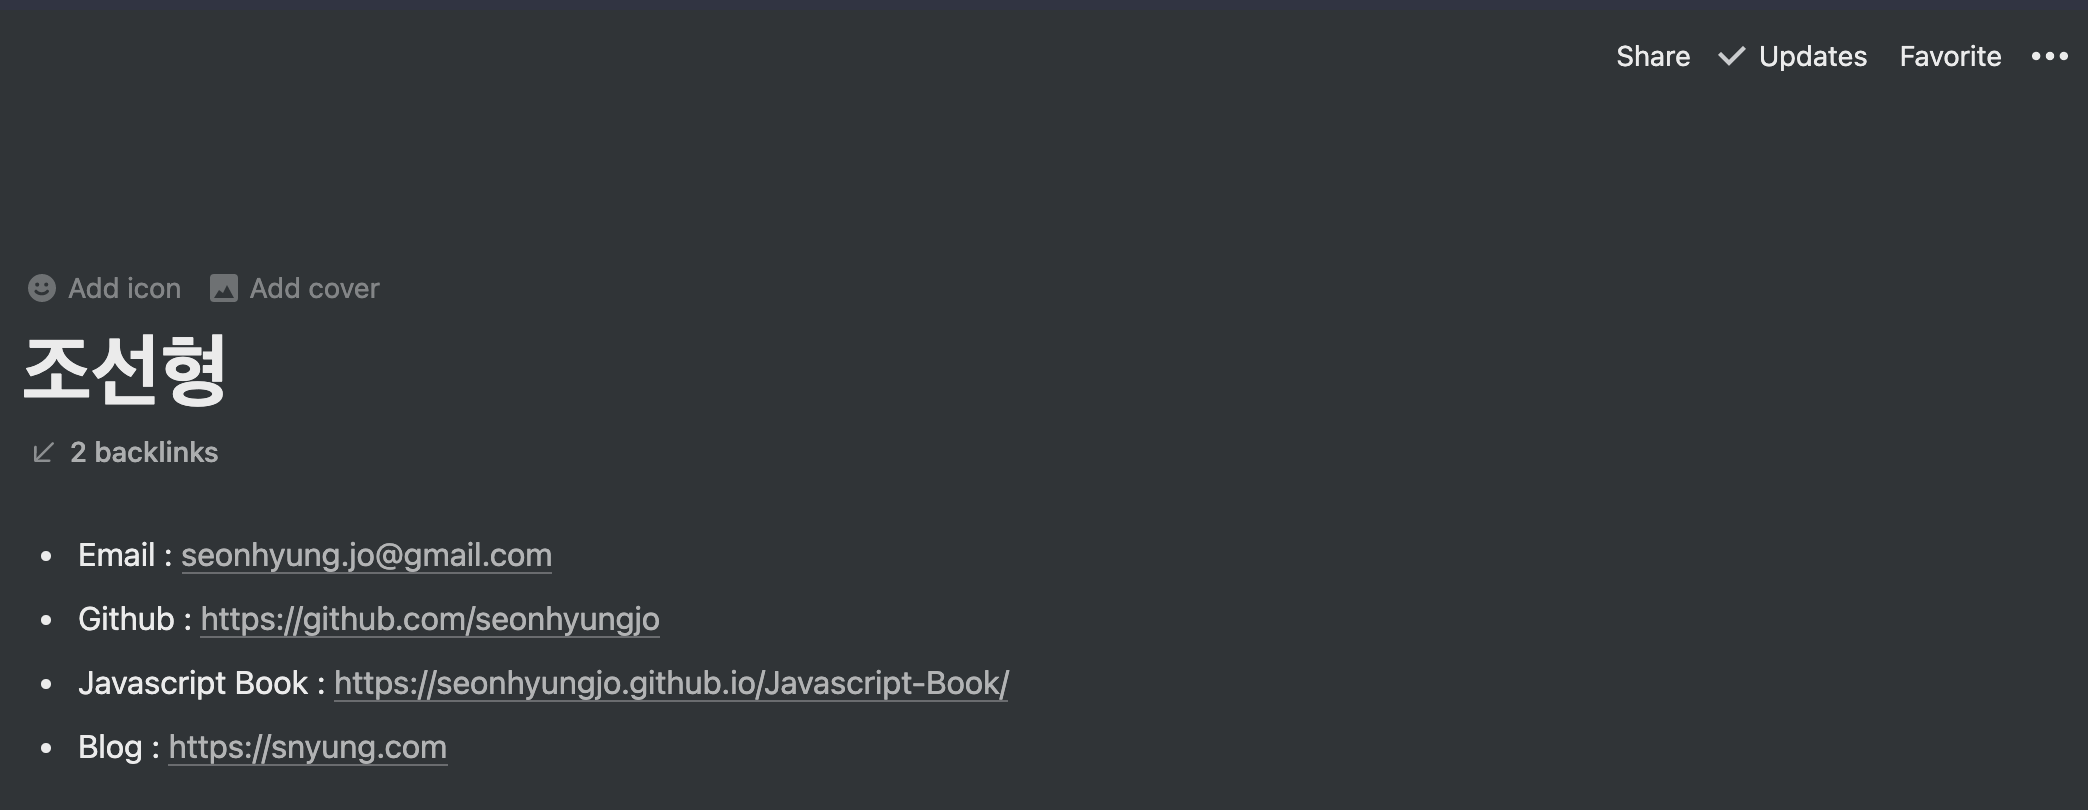 Share Updates Favorite
Add icon Add cover
조선형
2 backlinks
Email : seonhyung.jo@gmail.com
Github : https://github.com/seonhyungjo
Javascript Book : https://seonhyungjo.github.io/Javascript-Book/
Blog : https://snyung.com